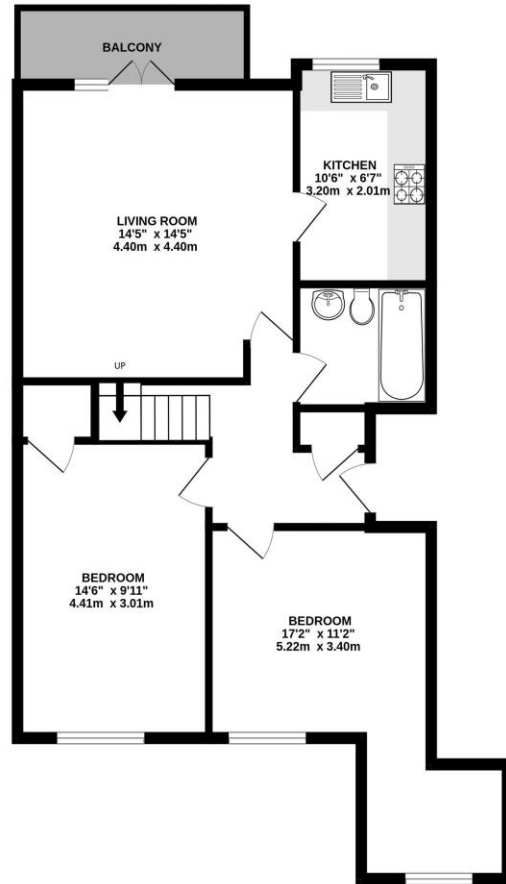 BALCONY
KITCHEN
10'6" x 6'7"
3.20m x 2.01m
LIVING ROOM
14'5" x 14'5"
4.40m x 4.40m
UP
BEDROOM
14'6" x 9'11"
4.41m x 3.01m
BEDROOM
17'2" x 11'2"
5.22m x 3.40m